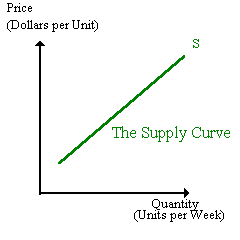 Price
(Dollars per Unit)
S
The Supply Curve
Quantity
(Units per Week)